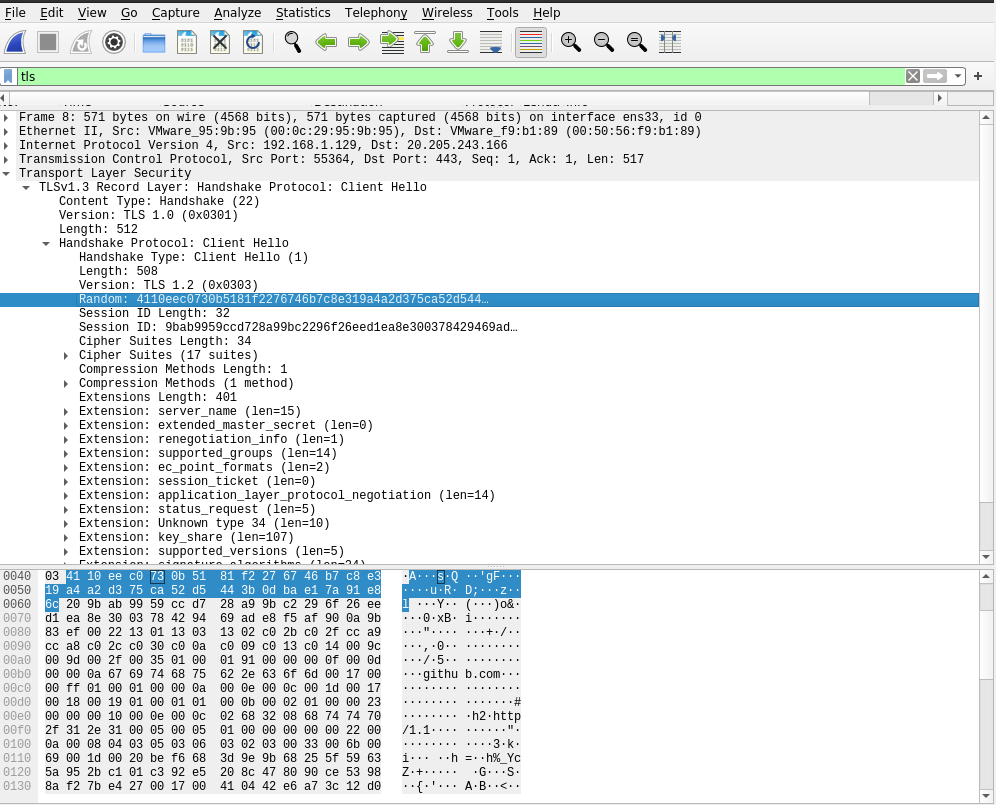 File Edit View Go Capture Analyze Statistics Telephony Wireless Tools Help
tls
Frame 8: 571 bytes on wire (4568 bits), 571 bytes captured (4568 bits) on interface ens33, id 0
Ethernet II, Src: VMware_95:9b:95 (00:0c:29:95:9b:95), Dst: VMware_f9:b1:89 (00:50:56:f9:b1:89)
Internet Protocol Version 4, Src: 192.168.1.129, Dst: 20.205.243.166
Transmission Control Protocol, Src Port: 55364, Dst Port: 443, Seq: 1, Ack: 1, Len: 517
Transport Layer Security
TLSv1.3 Record Layer: Handshake Protocol: Client Hello
Content Type: Handshake (22)
Version: TLS 1.0 (0x0301)
Length: 512
Handshake Protocol: Client Hello
Handshake Type: Client Hello (1)
Length: 508
Version: TLS 1.2 (0x0303)
Random: 4110eec0730b5181f2276746b7c8e319a4a2d375ca52d544…
Session ID Length: 32
Session ID: 9bab9959ccd728a99bc2296f26eed1ea8e300378429469ad…
Cipher Suites Length: 34
Cipher Suites (17 suites)
Compression Methods Length: 1
Compression Methods (1 method)
Extensions Length: 401
Extension: server_name (len=15)
Extension: extended_master_secret (len=0)
Extension: renegotiation_info (len=1)
Extension: supported_groups (len=14)
Extension: ec_point_formats (len=2)
Extension: session_ticket (len=0)
Extension: application_layer_protocol_negotiation (len=14)
Extension: status_request (len=5)
Extension: Unknown type 34 (len=10)
Extension: key_share (len=107)
Extension: supported_versions (len=5)
0040 03 41 10 ee c0 73 0b 51 81 f2 27 67 46 b7 c8 e3 ·A···s·Q ··'gF···
0050 19 a4 a2 d3 75 ca 52 d5 44 3b 0d ba e1 7a 91 e8 ····u·R· D;···z··
0060 6c 20 9b ab 99 59 cc d7 28 a9 9b c2 29 6f 26 ee l ···Y·· (···)o&·
0070 d1 ea 8e 30 03 78 42 94 69 ad e8 f5 af 90 0a 9b ···0·xB· i·······
0080 83 ef 00 22 13 01 13 03 13 02 c0 2b c0 2f cc a9 ···"···· ···+·/··
0090 cc a8 c0 2c c0 30 c0 0a c0 09 c0 13 c0 14 00 9c ···,·0·· ········
00a0 00 9d 00 2f 00 35 01 00 01 91 00 00 00 0f 00 0d ···/·5·· ········
00b0 00 00 0a 67 69 74 68 75 62 2e 63 6f 6d 00 17 00 ···githu b.com···
00c0 00 ff 01 00 01 00 00 0a 00 0e 00 0c 00 1d 00 17 ········ ········
00d0 00 18 00 19 01 00 01 01 00 0b 00 02 01 00 00 23 ········ ·······#
00e0 00 00 00 10 00 0e 00 0c 02 68 32 08 68 74 74 70 ········ ·h2·http
00f0 2f 31 2e 31 00 05 00 05 01 00 00 00 00 00 22 00 /1.1···· ······"·
0100 0a 00 08 04 03 05 03 06 03 02 03 00 33 00 6b 00 ········ ····3·k·
0110 69 00 1d 00 20 be f6 68 3d 9e 9b 68 25 5f 59 63 i··· ··h =··h%_Yc
0120 5a 95 2b c1 01 c3 92 e5 20 8c 47 80 90 ce 53 98 Z·+·····  ·G···S·
0130 8a f2 7b e4 27 00 17 00 41 04 42 e6 a7 3c 12 d0 ··{·'··· A·B··<··